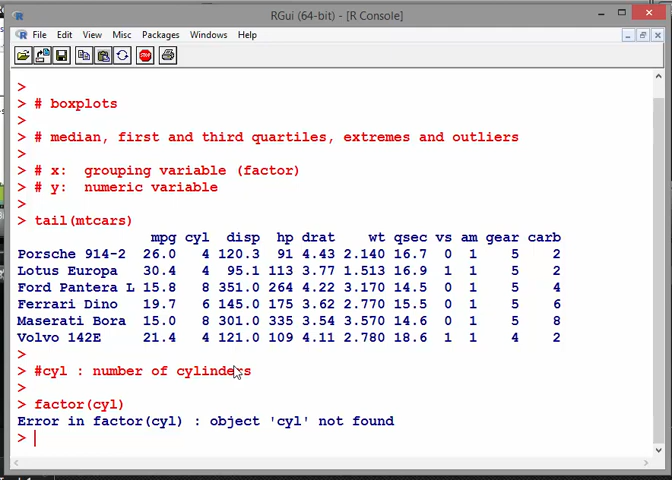 RGui (64-bit) - [R Console]
File Edit View Misc Packages Windows Help
STOP
>
> # boxplots
>
> # median, first and third quartiles, extremes and outliers
>
> # x:  grouping variable (factor)
> # y:  numeric variable
>
> tail(mtcars)
mpg cyl disp hp drat wt qsec vs am gear carb
Porsche 914-2 26.0 4 120.3 91 4.43 2.140 16.7 0 1 5 2
Lotus Europa 30.4 4 95.1 113 3.77 1.513 16.9 1 1 5 2
Ford Pantera L 15.8 8 351.0 264 4.22 3.170 14.5 0 1 5 4
Ferrari Dino 19.7 6 145.0 175 3.62 2.770 15.5 0 1 5 6
Maserati Bora 15.0 8 301.0 335 3.54 3.570 14.6 0 1 5 8
Volvo 142E 21.4 4 121.0 109 4.11 2.780 18.6 1 1 4 2
>
> #cyl : number of cylinders
>
> factor(cyl)
Error in factor(cyl) : object 'cyl' not found
>